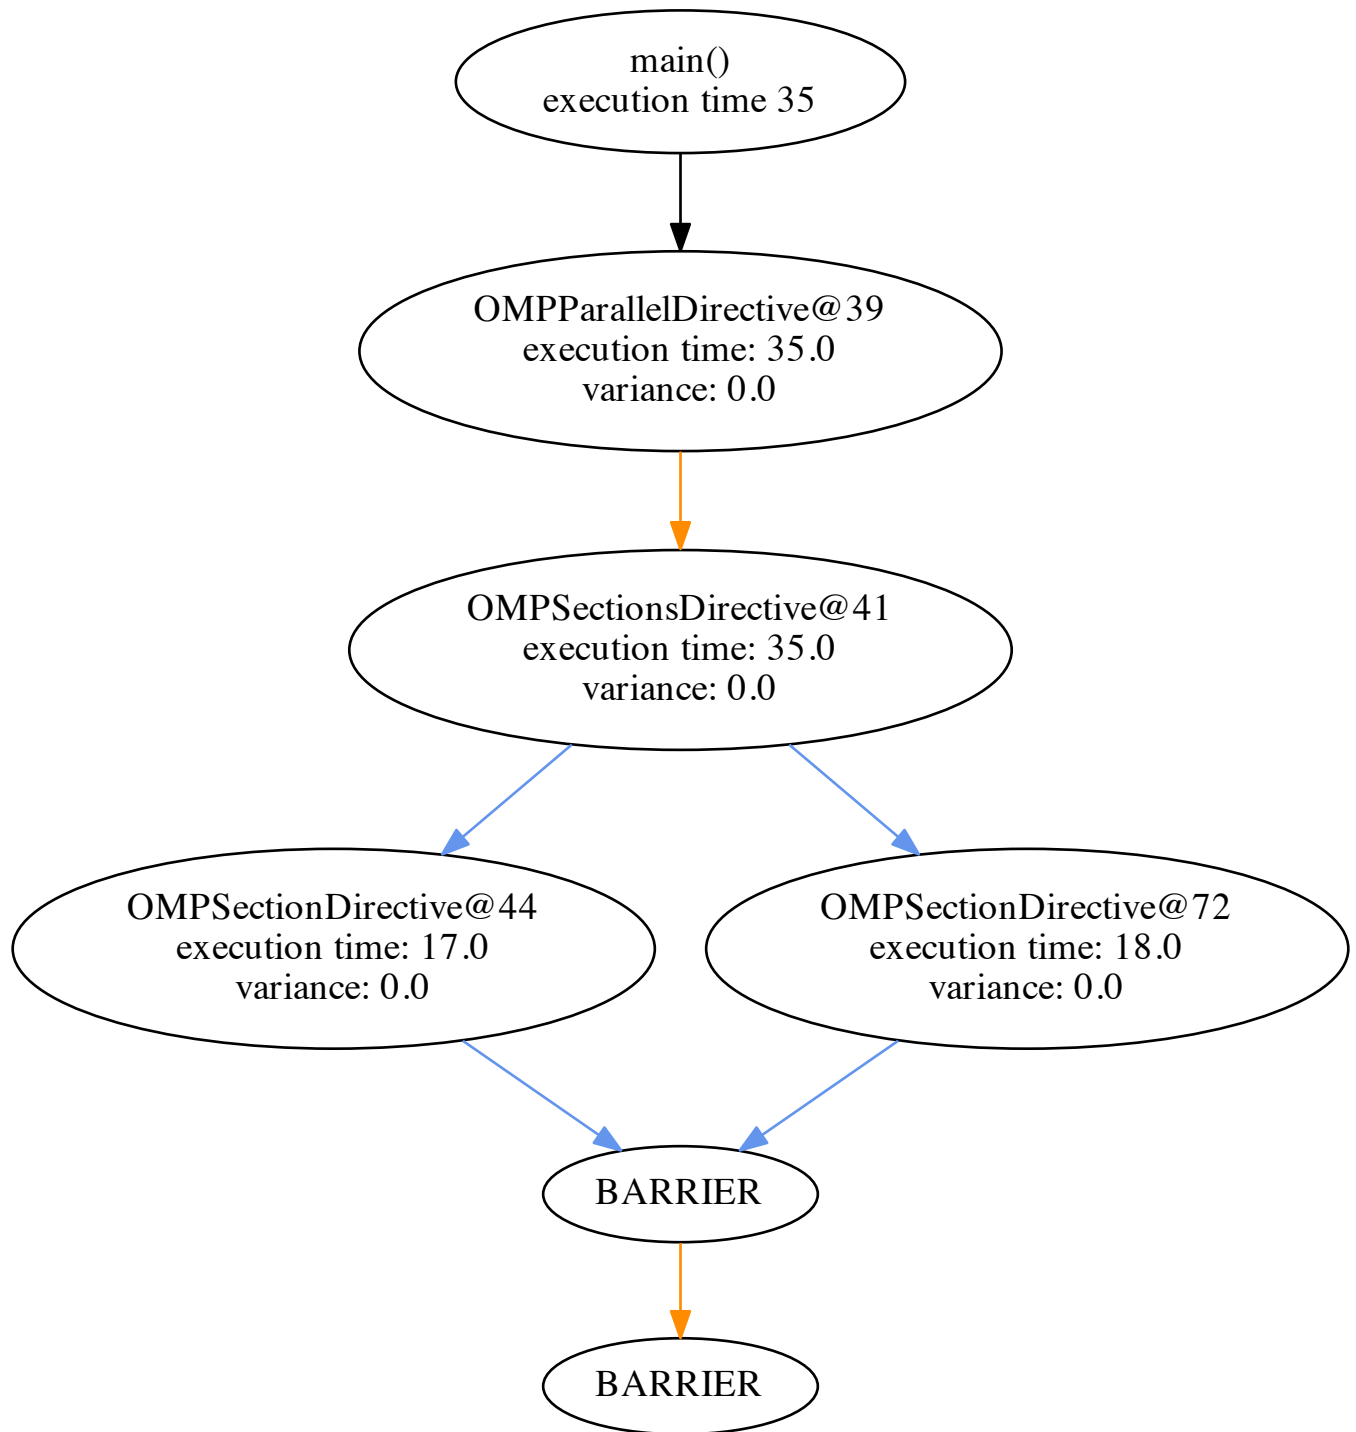 main()
execution time 35
OMPParallelDirective@39
execution time: 35.0
variance: 0.0
OMPSectionsDirective@41
execution time: 35.0
variance: 0.0
OMPSectionDirective@44
execution time: 17.0
variance: 0.0
OMPSectionDirective@72
execution time: 18.0
variance: 0.0
BARRIER
BARRIER